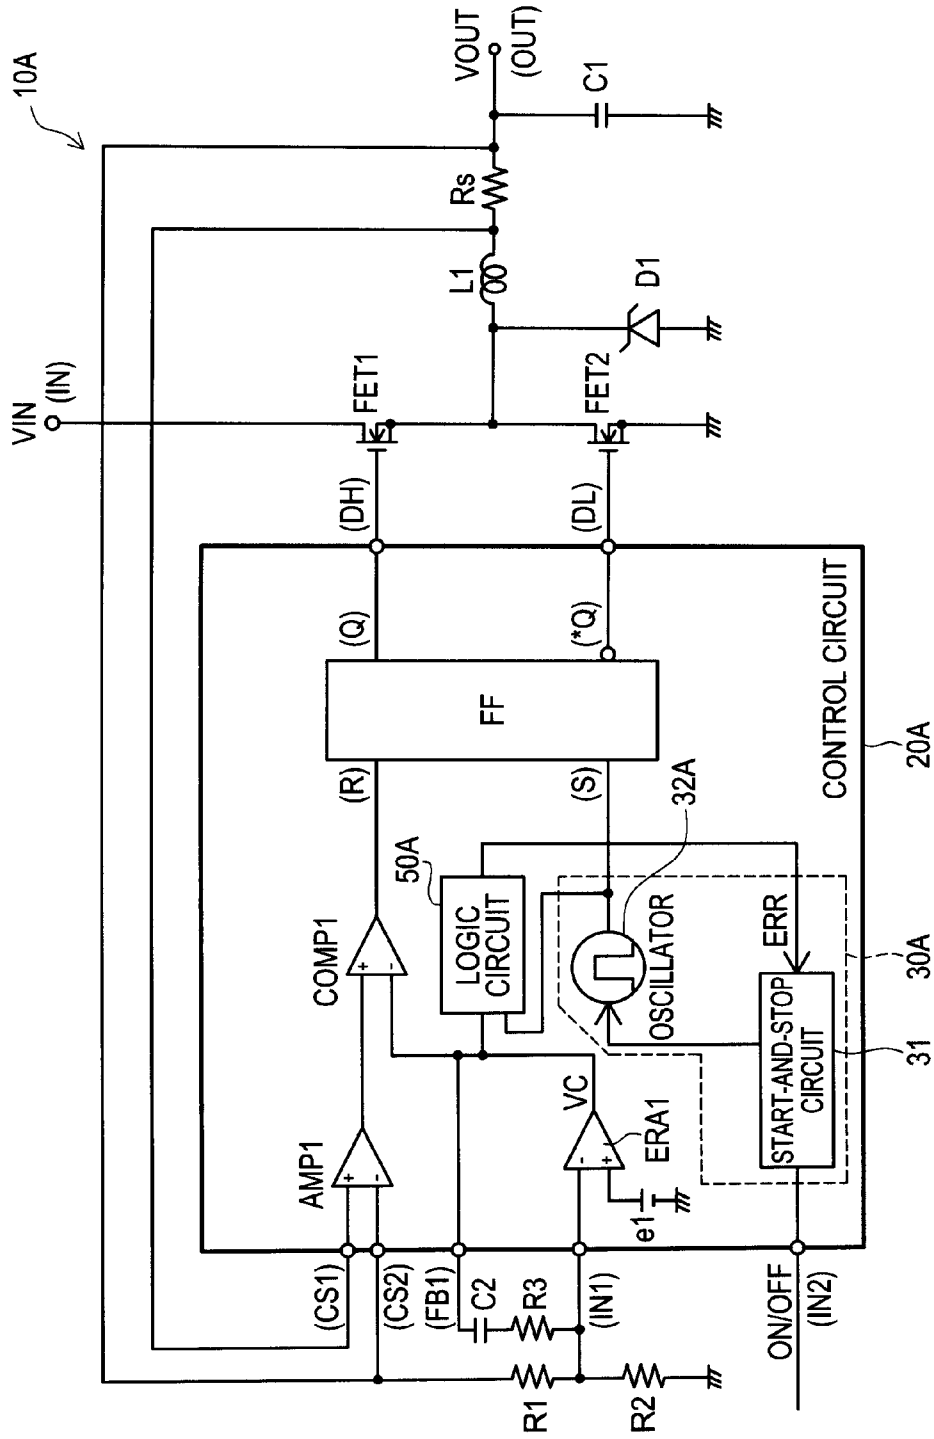 10A
VIN
(IN)
VOUT
(OUT)
Rs
C1
L1
D1
FET1
FET2
(DH)
(DL)
(Q)
(*Q)
FF
(R)
(S)
CONTROL CIRCUIT
20A
32A
50A
LOGIC
CIRCUIT
OSCILLATOR
ERR
30A
START-AND-STOP
CIRCUIT
31
COMP1
+
-
AMP1
+
-
VC
ERA1
-
+
e1
(CS1)
(CS2)
(FB1)
(IN1)
(IN2)
ON/OFF
C2
R3
R1
R2